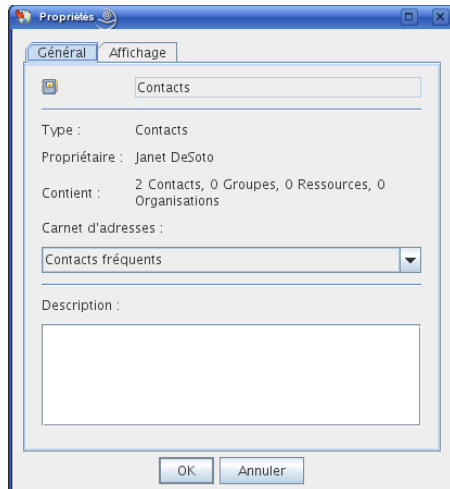 Propriétés
Général Affichage
Contacts
Type : Contacts
Propriétaire : Janet DeSoto
Contient : 2 Contacts, 0 Groupes, 0 Ressources, 0
Organisations
Carnet d'adresses :
Contacts fréquents
Description :
OK Annuler